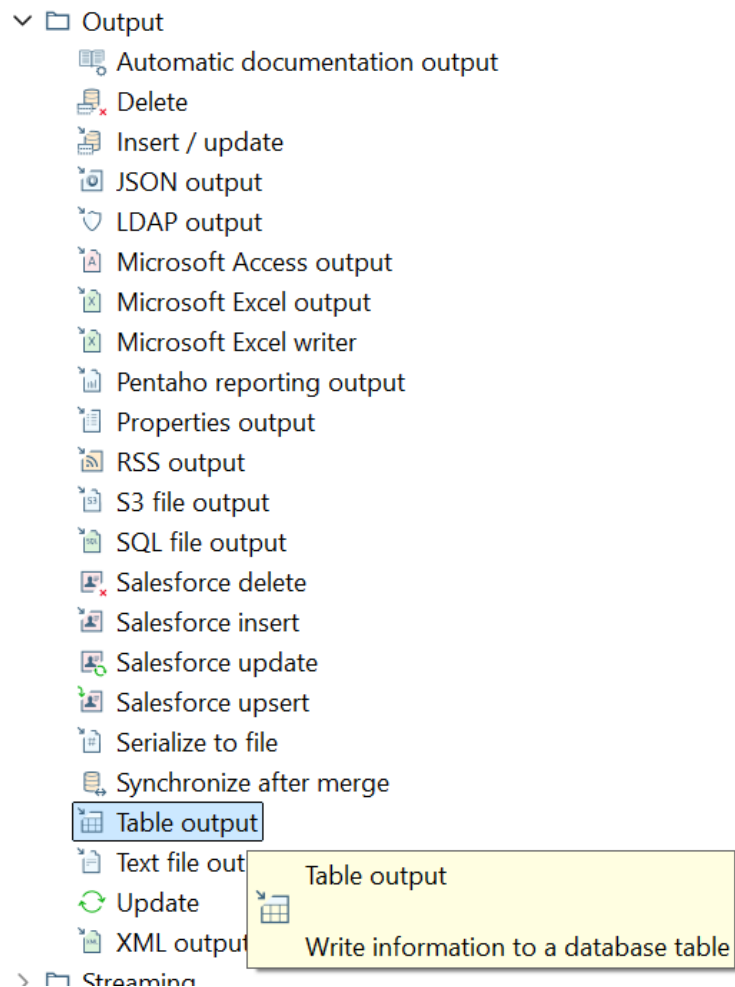 Output
Automatic documentation output
Delete
Insert / update
JSON output
LDAP output
Microsoft Access output
Microsoft Excel output
Microsoft Excel writer
Pentaho reporting output
Properties output
RSS output
S3 file output
SQL file output
Salesforce delete
Salesforce insert
Salesforce update
Salesforce upsert
Serialize to file
Synchronize after merge
Table output
Text file out
Table output
Update
XML output
Write information to a database table
Streaming